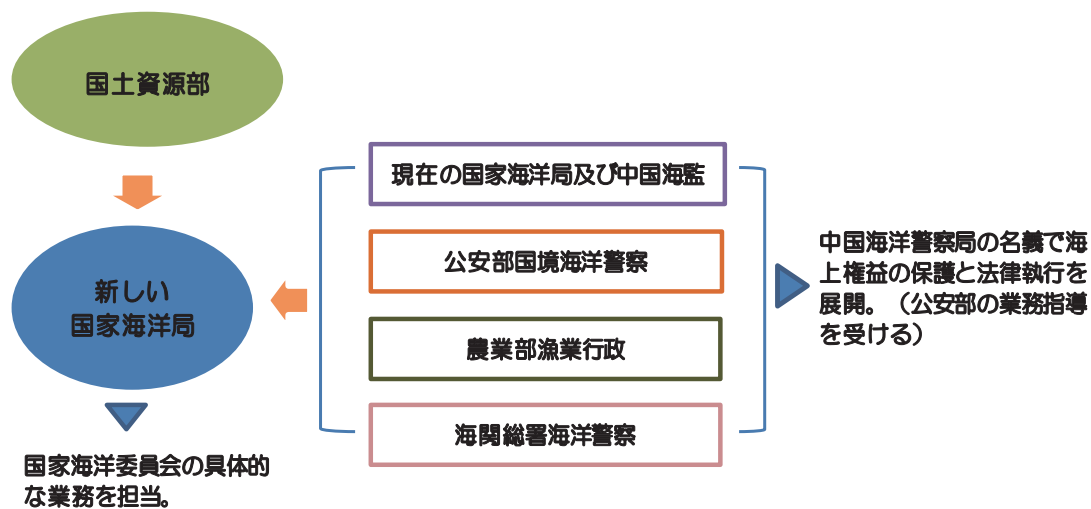 国土資源部
新しい
国家海洋局
国家海洋委員会の具体的
な業務を担当。
現在の国家海洋局及び中国海監
公安部国境海洋警察
農業部漁業行政
海関総署海洋警察
中国海洋警察局の名義で海
上権益の保護と法律執行を
展開。（公安部の業務指導
を受ける）